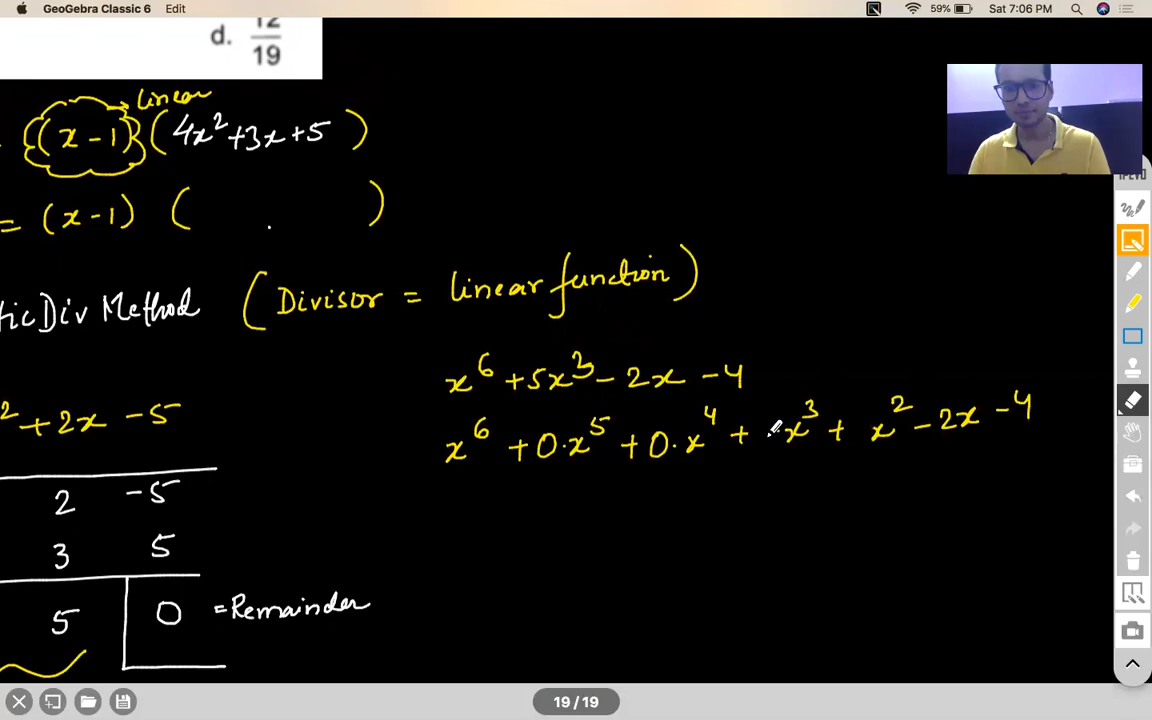 GeoGebra Classic 6 Edit 59% Sat 7:06 PM
d. 12/19
(x-1) (4x²+3x+5)
linear
= (x-1) ( . )
ticDiv Method (Divisor = linear function)
x⁶ +5x³ - 2x -4
² +2x -5
x⁶ +0·x⁵ +0·x⁴ + x³ + x² -2x -4
2 -5
3 5
5 0 =Remainder
19 / 19